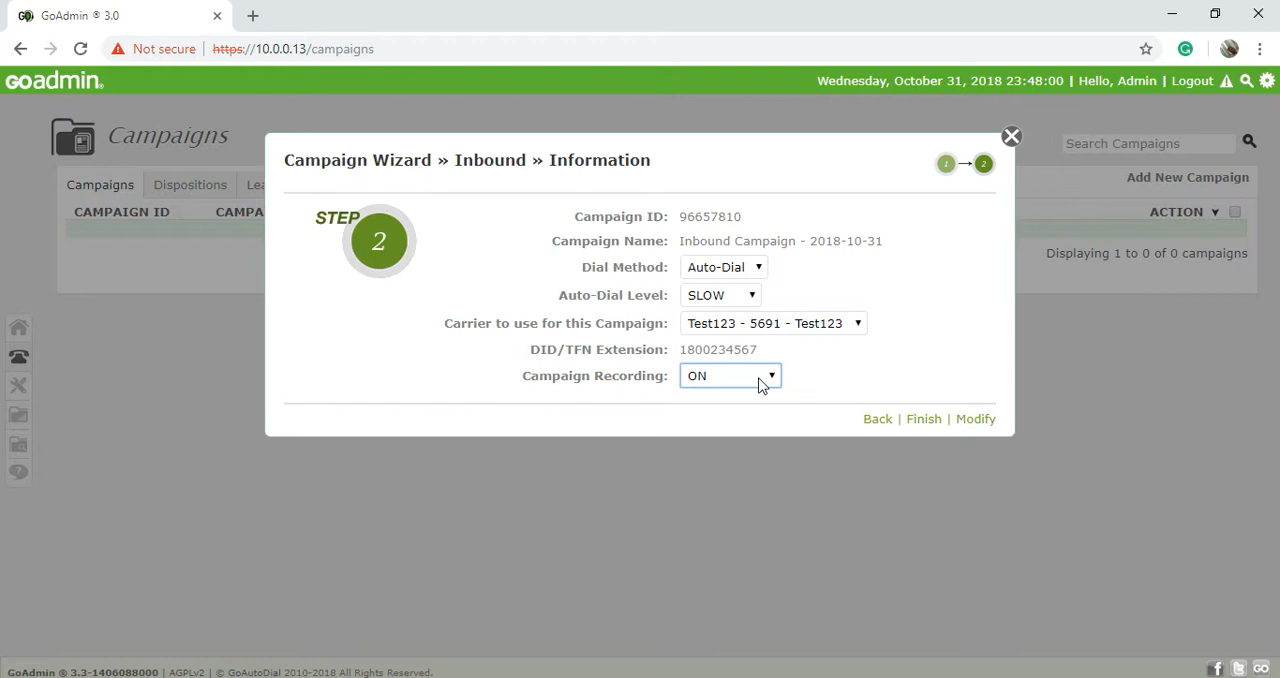 GoAdmin ® 3.0
Not secure | https://10.0.0.13/campaigns
GOadmin®
Wednesday, October 31, 2018 23:48:00 | Hello, Admin | Logout
Campaigns
Search Campaigns
Campaigns Dispositions Lea
Add New Campaign
CAMPAIGN ID CAMPA ACTION ▼
Displaying 1 to 0 of 0 campaigns
Campaign Wizard » Inbound » Information
1 → 2
STEP 2
Campaign ID: 96657810
Campaign Name: Inbound Campaign - 2018-10-31
Dial Method: Auto-Dial
Auto-Dial Level: SLOW
Carrier to use for this Campaign: Test123 - 5691 - Test123
DID/TFN Extension: 1800234567
Campaign Recording: ON
Back | Finish | Modify
GoAdmin ® 3.3-1406088000 | AGPLv2 | © GoAutoDial 2010-2018 All Rights Reserved.
GO